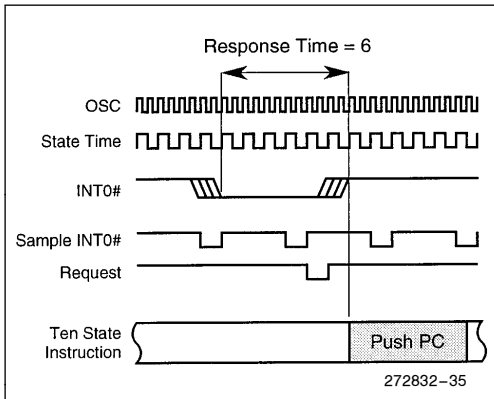 Response Time = 6
OSC
State Time
INT0#
Sample INT0#
Request
Ten State
Instruction
Push PC
272832–35